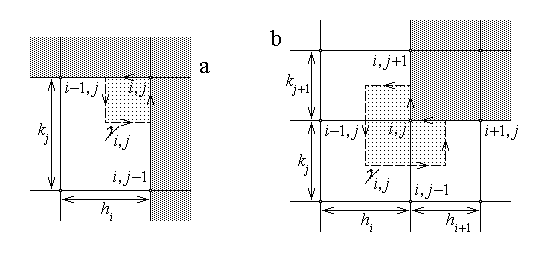 a
i-1, j
i, j
k_j
γ_i,j
i, j-1
h_i
b
i, j+1
k_j+1
i-1, j
i, j
i+1, j
k_j
γ_i,j
i, j-1
h_i
h_i+1